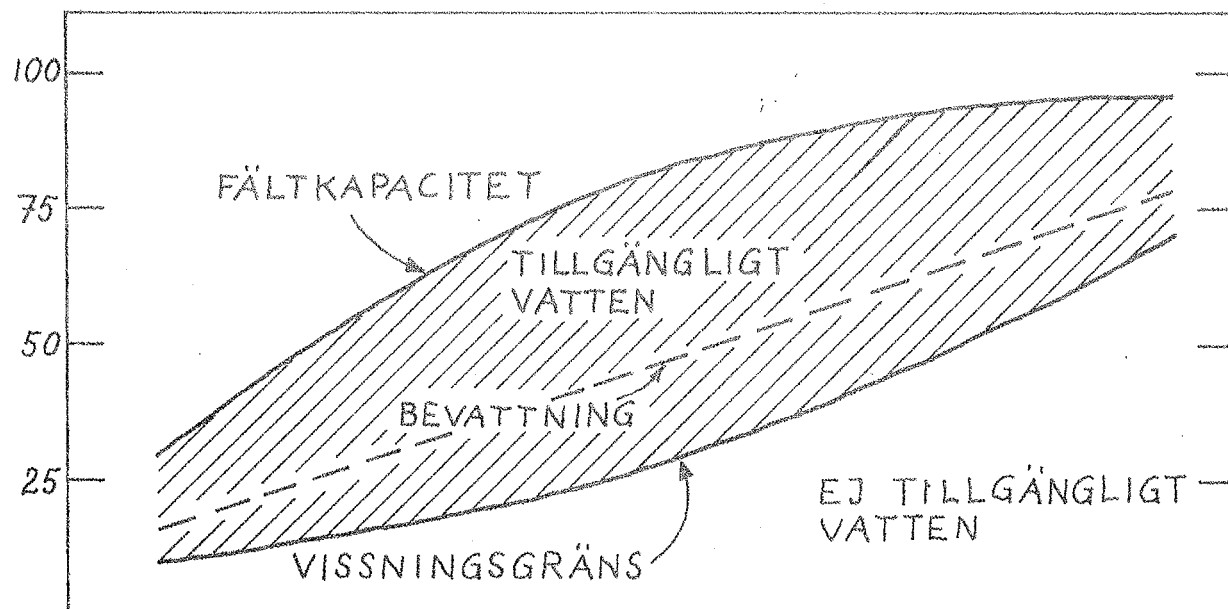 100
FÄLTKAPACITET
75
TILLGÄNGLIGT
VATTEN
50
BEVATTNING
25
EJ TILLGÄNGLIGT
VATTEN
VISSNINGSGRÄNS